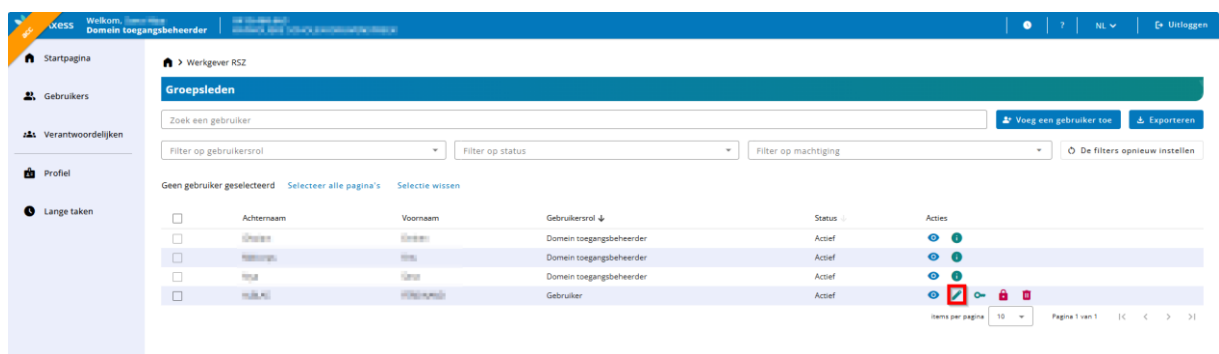 acc
xess
Welkom,
Domein toegangsbeheerder
?
NL
Uitloggen
Startpagina
Gebruikers
Verantwoordelijken
Profiel
Lange taken
> Werkgever RSZ
Groepsleden
Zoek een gebruiker
Voeg een gebruiker toe
Exporteren
Filter op gebruikersrol
Filter op status
Filter op machtiging
De filters opnieuw instellen
Geen gebruiker geselecteerd Selecteer alle pagina's Selectie wissen
Achternaam Voornaam Gebruikersrol Status Acties
Domein toegangsbeheerder Actief
Domein toegangsbeheerder Actief
Domein toegangsbeheerder Actief
Gebruiker Actief
Items per pagina 10 Pagina 1 van 1 |< < > >|